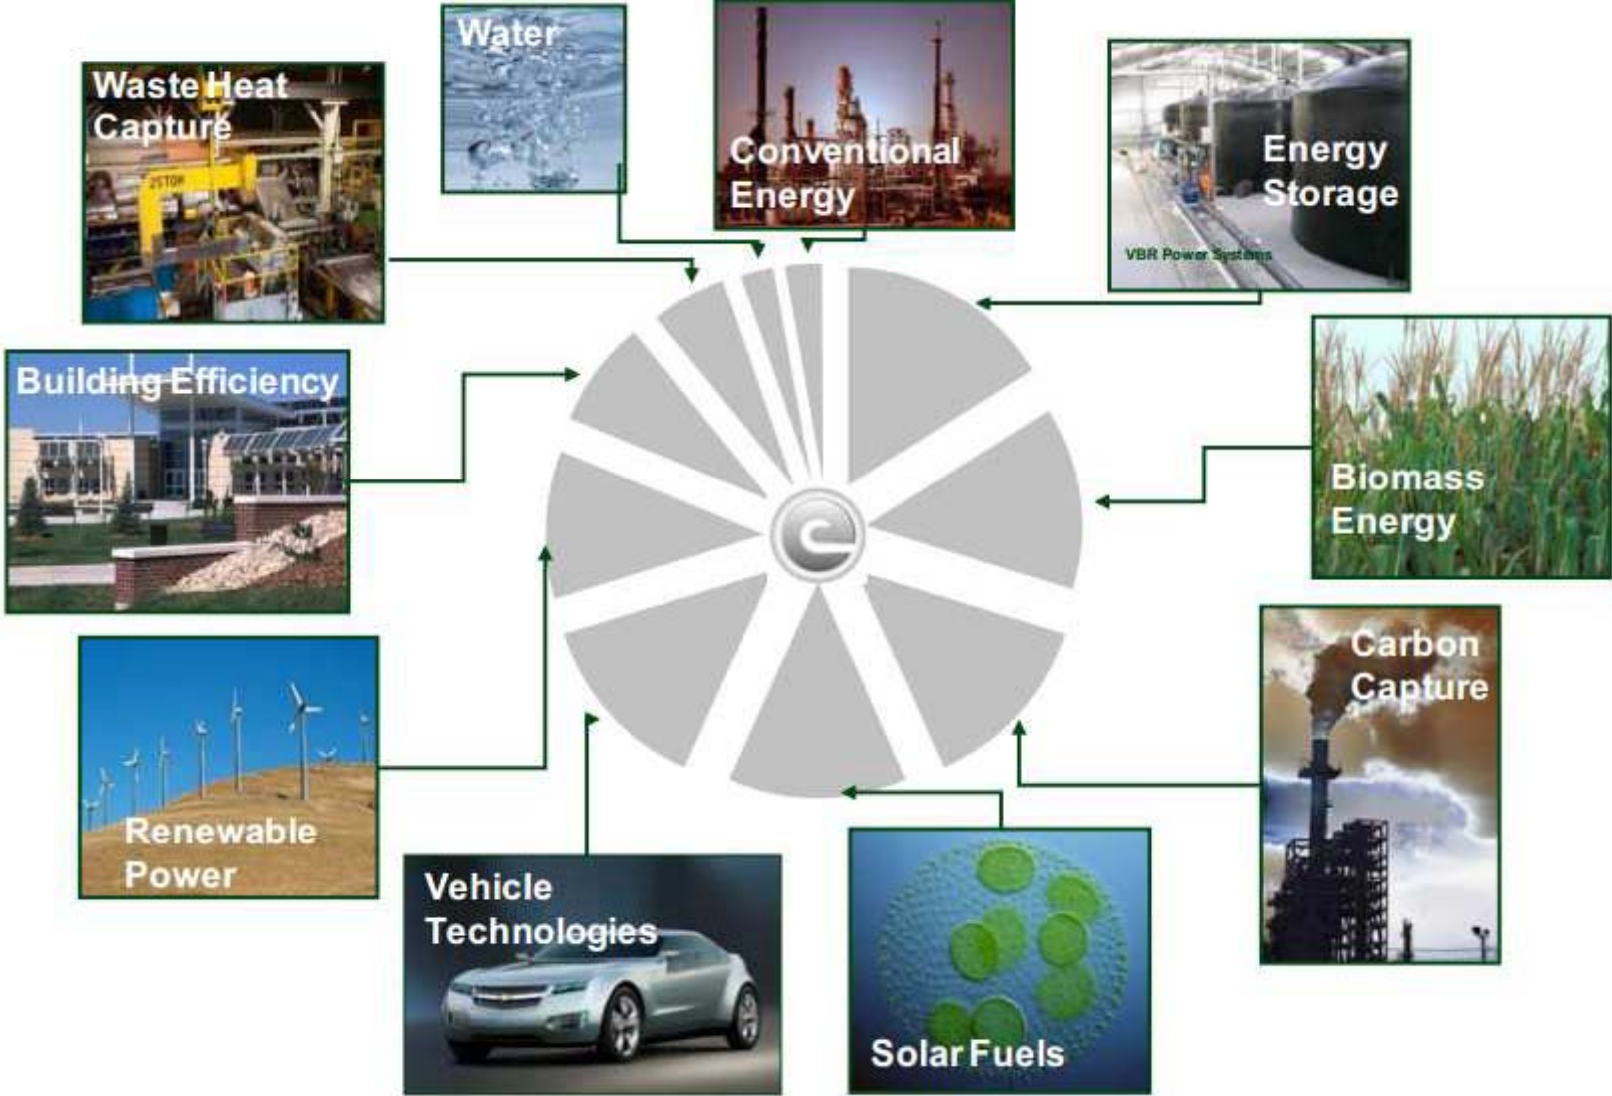 Water
Waste Heat
Capture
Conventional
Energy
Energy
Storage
VBR Power Systems
25TON
Building Efficiency
Biomass
Energy
Carbon
Capture
Renewable
Power
Vehicle
Technologies
Solar Fuels
e